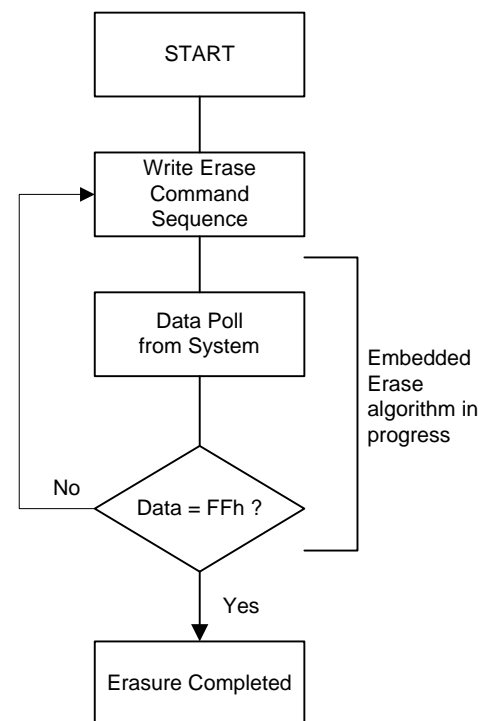 START
Write Erase
Command
Sequence
Data Poll
from System
Embedded
Erase
algorithm in
progress
No
Data = FFh ?
Yes
Erasure Completed